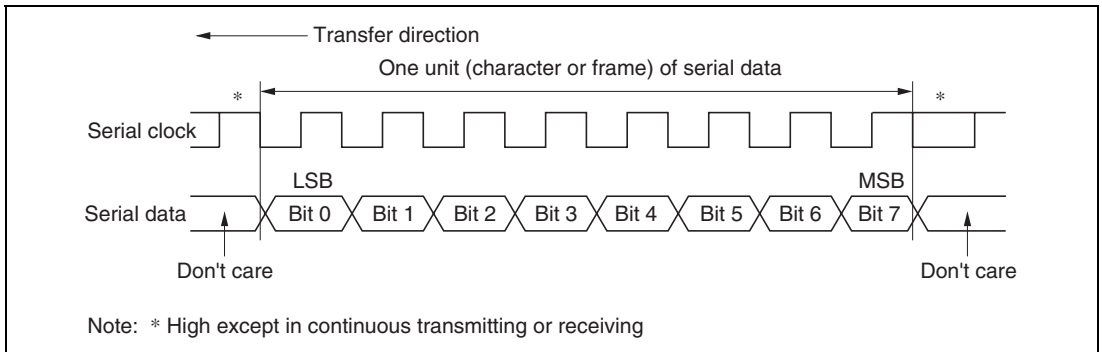 Transfer direction
One unit (character or frame) of serial data
* *
Serial clock
LSB MSB
Serial data Bit 0 Bit 1 Bit 2 Bit 3 Bit 4 Bit 5 Bit 6 Bit 7
Don't care Don't care
Note: * High except in continuous transmitting or receiving